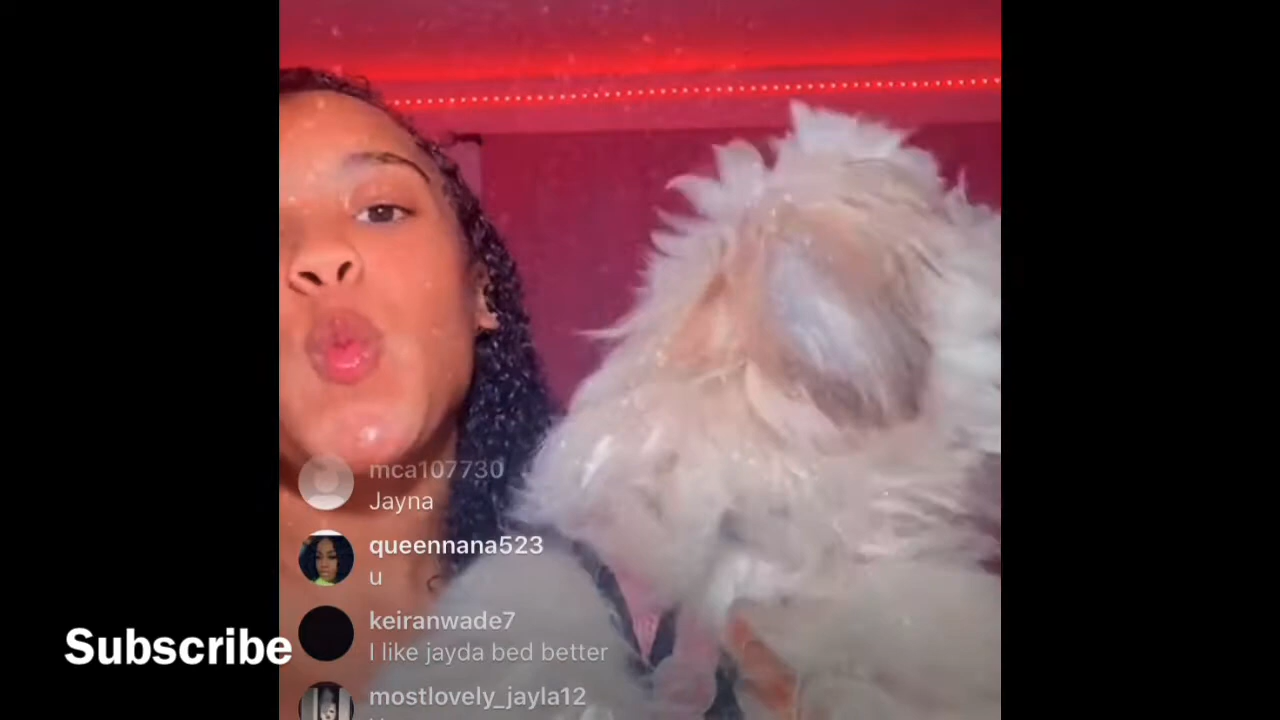 mca107730
Jayna
queennana523
u
keiranwade7
I like jayda bed better
Subscribe
mostlovely_jayla12